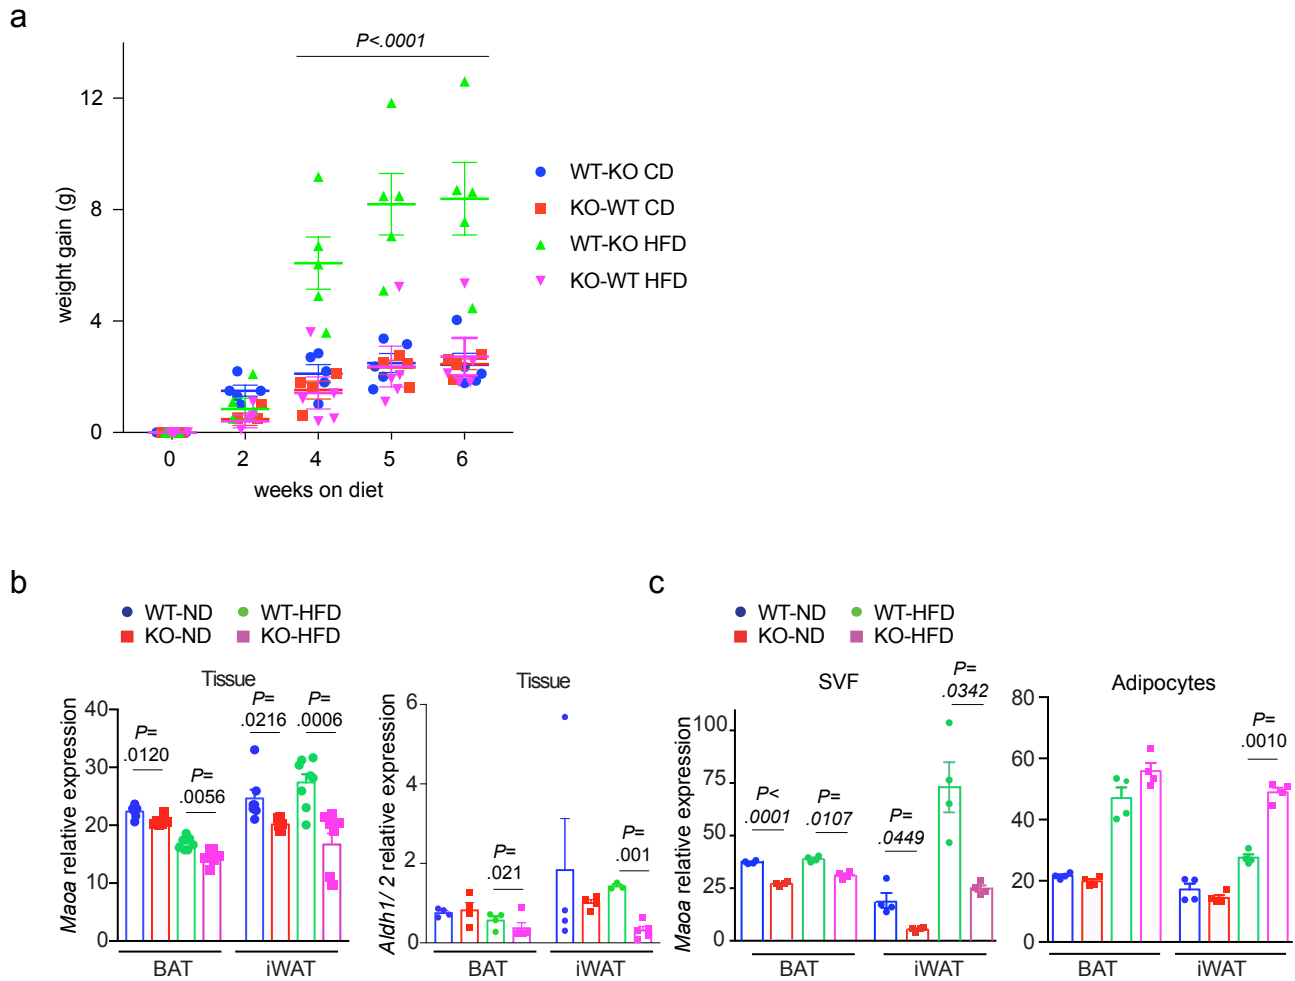 a
P<.0001
12
8
4
0
weight gain (g)
0 2 4 5 6
weeks on diet
WT-KO CD
KO-WT CD
WT-KO HFD
KO-WT HFD
b
WT-ND WT-HFD
KO-ND KO-HFD
Tissue
Maoa relative expression
40
30
20
10
0
P=
.0120
P=
.0056
P=
.0216
P=
.0006
BAT iWAT
Tissue
Aldh1/ 2 relative expression
6
4
2
0
P=
.021
P=
.001
BAT iWAT
c
WT-ND WT-HFD
KO-ND KO-HFD
SVF
Maoa relative expression
100
75
50
25
0
P<
.0001
P=
.0107
P=
.0449
P=
.0342
BAT iWAT
Adipocytes
80
60
40
20
0
P=
.0010
BAT iWAT